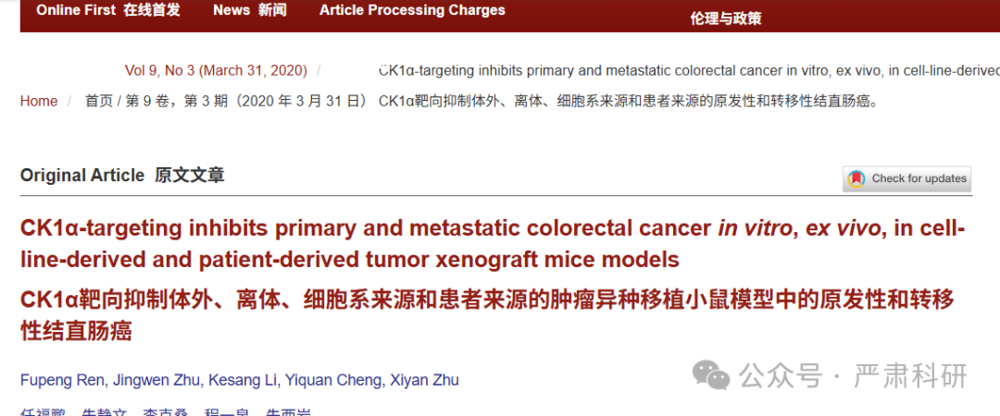 Online First 在线首发 News 新闻 Article Processing Charges
伦理与政策
Vol 9, No 3 (March 31, 2020) / CK1α-targeting inhibits primary and metastatic colorectal cancer in vitro, ex vivo, in cell-line-derived
Home / 首页 / 第 9 卷，第 3 期（2020 年 3 月 31 日） CK1α靶向抑制体外、离体、细胞系来源和患者来源的原发性和转移性结直肠癌。
Original Article 原文文章
Check for updates
CK1α-targeting inhibits primary and metastatic colorectal cancer in vitro, ex vivo, in cell-
line-derived and patient-derived tumor xenograft mice models
CK1α靶向抑制体外、离体、细胞系来源和患者来源的肿瘤异种移植小鼠模型中的原发性和转移
性结直肠癌
Fupeng Ren, Jingwen Zhu, Kesang Li, Yiquan Cheng, Xiyan Zhu
公众号 · 严肃科研